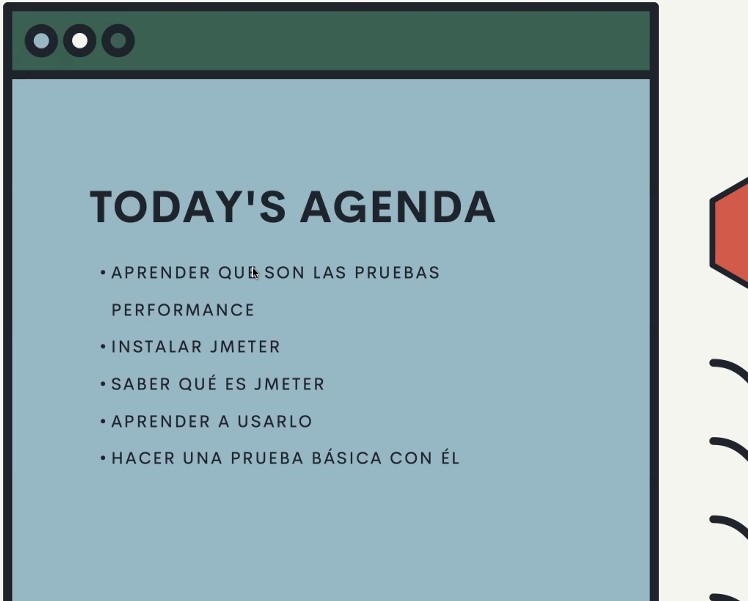 TODAY'S AGENDA
• APRENDER QUE SON LAS PRUEBAS
PERFORMANCE
• INSTALAR JMETER
• SABER QUÉ ES JMETER
• APRENDER A USARLO
• HACER UNA PRUEBA BÁSICA CON ÉL